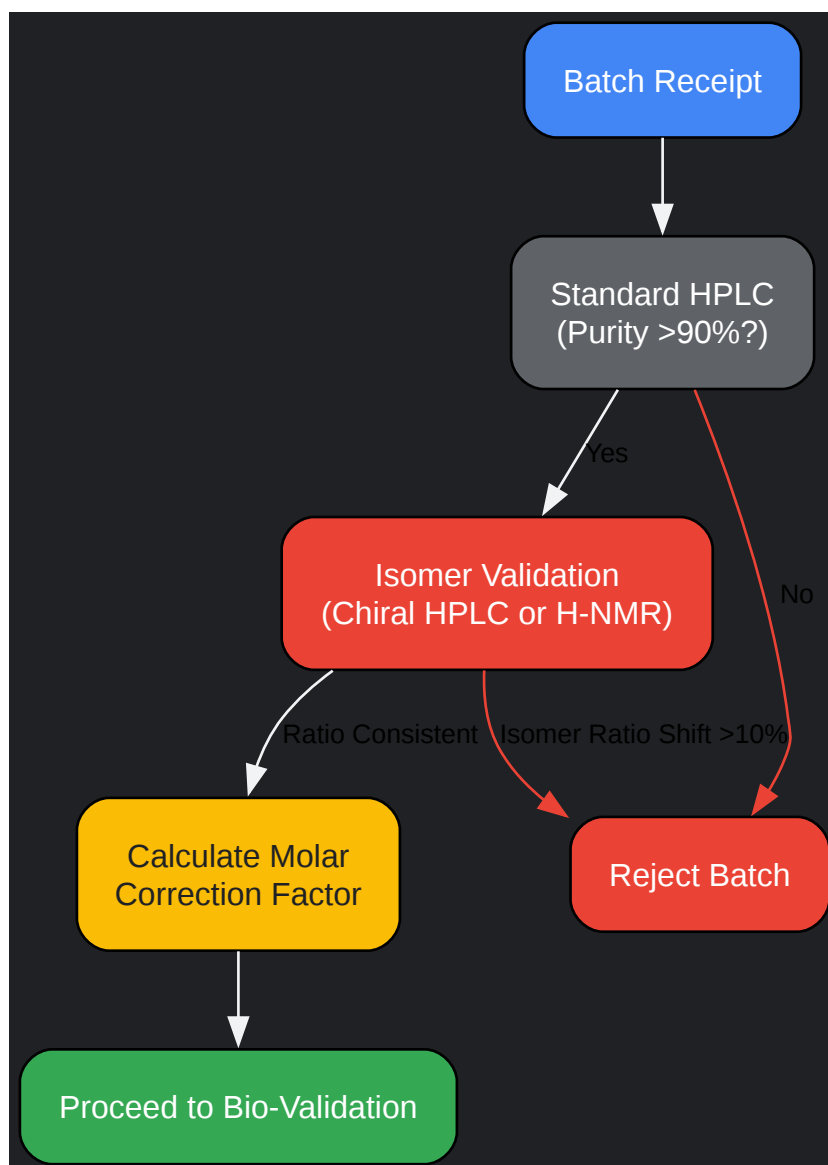 Batch Receipt
Standard HPLC
(Purity >90%?)
Yes
Isomer Validation
(Chiral HPLC or H-NMR)
No
Ratio Consistent
Isomer Ratio Shift >10%
Calculate Molar
Correction Factor
Reject Batch
Proceed to Bio-Validation